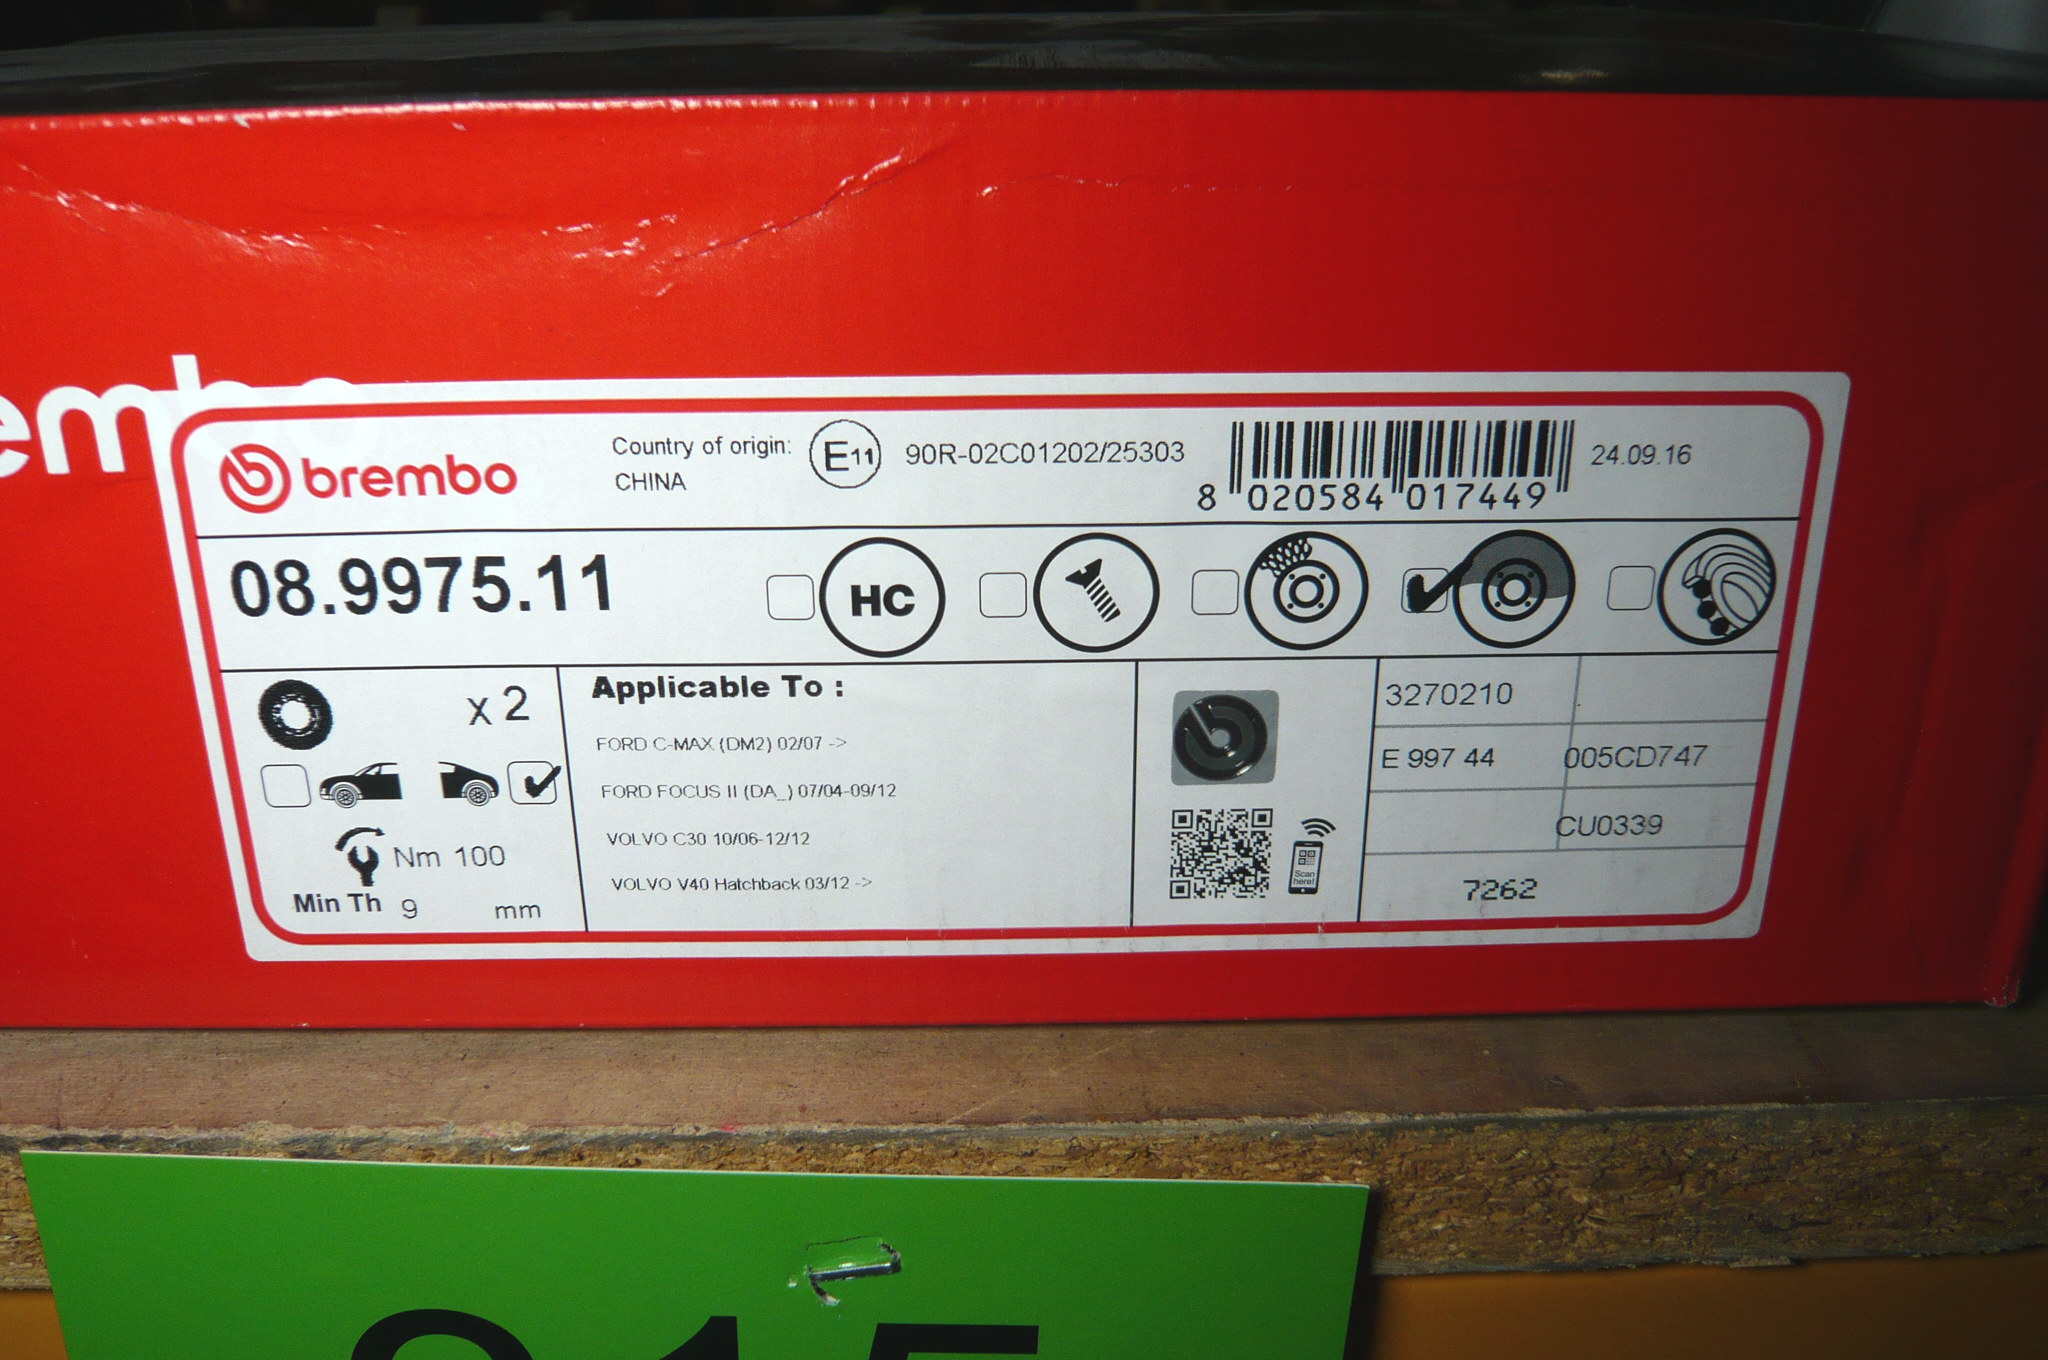 brembo
brembo
Country of origin:
CHINA
E11
90R-02C01202/25303
8 020584 017449
24.09.16
08.9975.11
HC
x 2
Nm 100
Min Th 9 mm
Applicable To :
FORD C-MAX (DM2) 02/07 ->
FORD FOCUS II (DA_) 07/04-09/12
VOLVO C30 10/06-12/12
VOLVO V40 Hatchback 03/12 ->
Scan
here!
3270210
E 997 44 005CD747
CU0339
7262